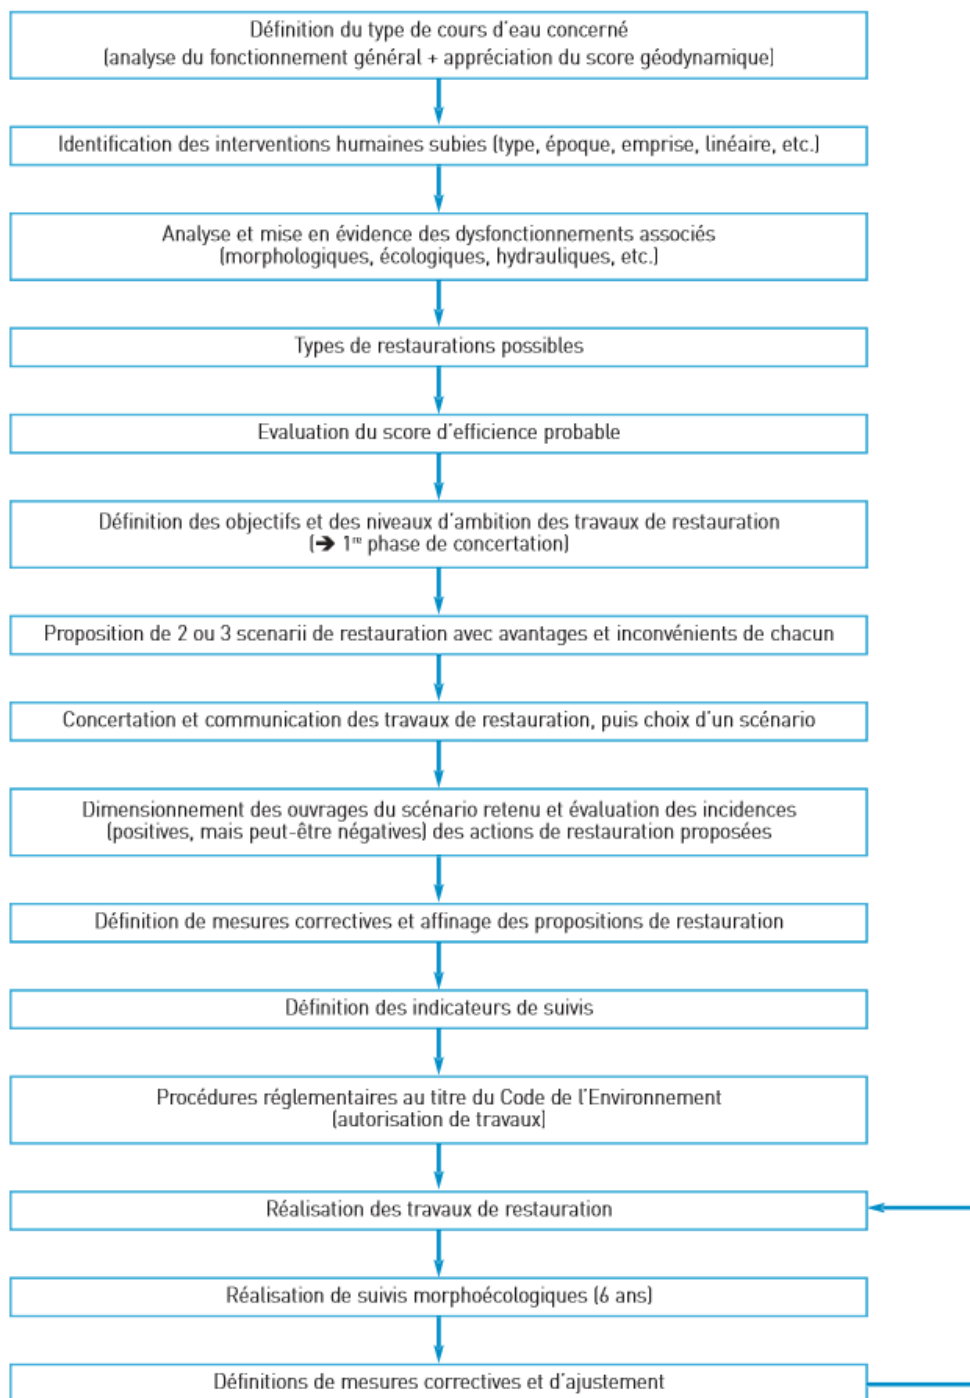 Définition du type de cours d'eau concerné
(analyse du fonctionnement général + appréciation du score géodynamique)
Identification des interventions humaines subies (type, époque, emprise, linéaire, etc.)
Analyse et mise en évidence des dysfonctionnements associés
(morphologiques, écologiques, hydrauliques, etc.)
Types de restaurations possibles
Evaluation du score d'efficience probable
Définition des objectifs et des niveaux d'ambition des travaux de restauration
(➔ 1re phase de concertation)
Proposition de 2 ou 3 scenarii de restauration avec avantages et inconvénients de chacun
Concertation et communication des travaux de restauration, puis choix d'un scénario
Dimensionnement des ouvrages du scénario retenu et évaluation des incidences
(positives, mais peut-être négatives) des actions de restauration proposées
Définition de mesures correctives et affinage des propositions de restauration
Définition des indicateurs de suivis
Procédures réglementaires au titre du Code de l'Environnement
(autorisation de travaux)
Réalisation des travaux de restauration
Réalisation de suivis morphoécologiques (6 ans)
Définitions de mesures correctives et d'ajustement